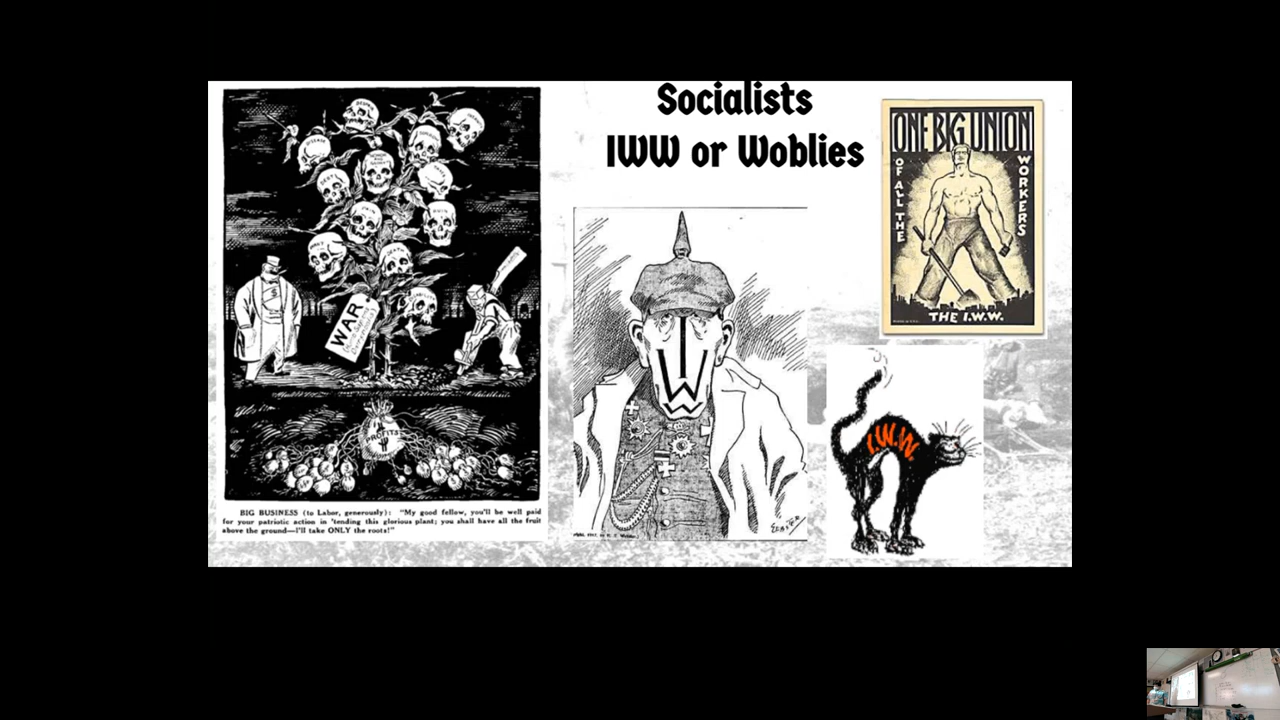 Socialists
IWW or Woblies
WAR
PROFITS
BIG BUSINESS (to Labor, generously): "My good fellow, you'll be well paid
for your patriotic action in 'tending this glorious plant; you shall have all the fruit
above the ground—I'll take ONLY the roots!"
IWW
ONE BIG UNION
OF ALL THE
WORKERS
THE I.W.W.
I.W.W.